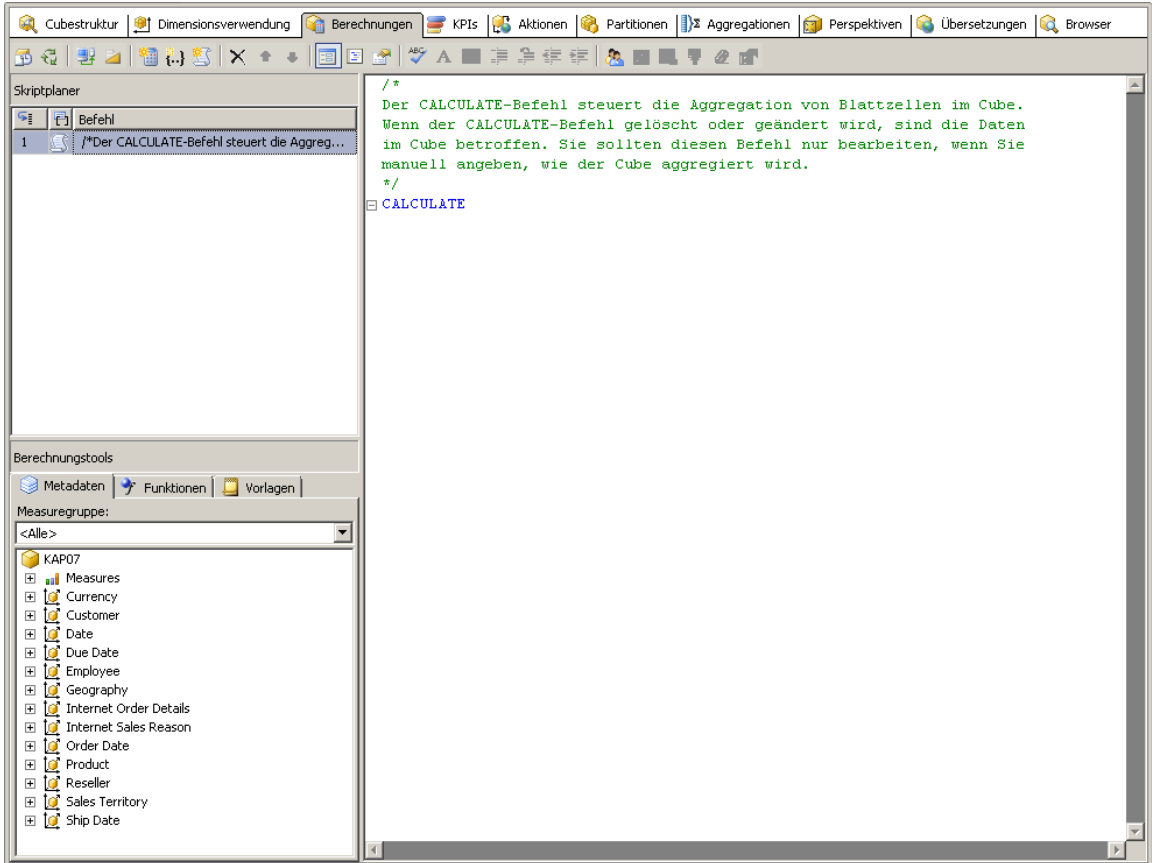 Cubestruktur Dimensionsverwendung Berechnungen KPIs Aktionen Partitionen Aggregationen Perspektiven Übersetzungen Browser
Skriptplaner
Befehl
1 /*Der CALCULATE-Befehl steuert die Aggreg...
Berechnungstools
Metadaten Funktionen Vorlagen
Measuregruppe:
<Alle>
KAP07
Measures
Currency
Customer
Date
Due Date
Employee
Geography
Internet Order Details
Internet Sales Reason
Order Date
Product
Reseller
Sales Territory
Ship Date
/*
Der CALCULATE-Befehl steuert die Aggregation von Blattzellen im Cube.
Wenn der CALCULATE-Befehl gelöscht oder geändert wird, sind die Daten
im Cube betroffen. Sie sollten diesen Befehl nur bearbeiten, wenn Sie
manuell angeben, wie der Cube aggregiert wird.
*/
CALCULATE